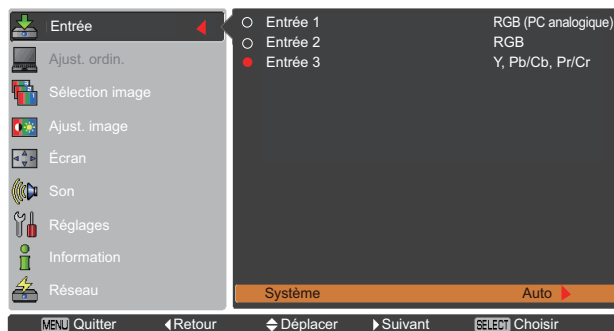 Entrée
Ajust. ordin.
Sélection image
Ajust. image
Écran
Son
Réglages
Information
Réseau
Entrée 1 RGB (PC analogique)
Entrée 2 RGB
Entrée 3 Y, Pb/Cb, Pr/Cr
Système Auto
MENU Quitter Retour Déplacer Suivant SELECT Choisir